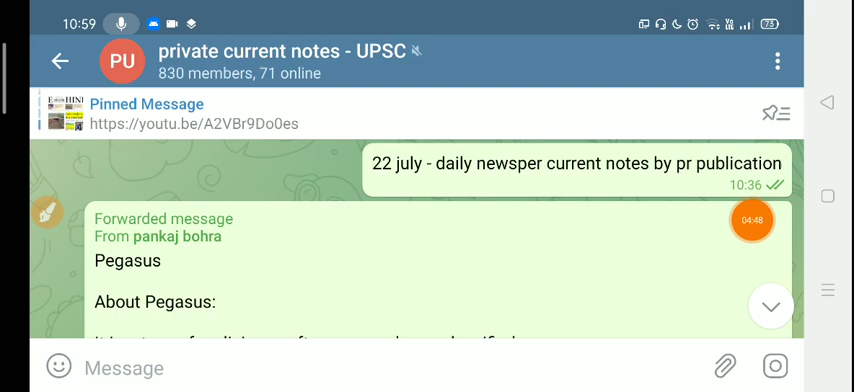 10:59
73
PU
private current notes - UPSC
830 members, 71 online
Pinned Message
https://youtu.be/A2VBr9Do0es
22 july - daily newsper current notes by pr publication
10:36
04:48
Forwarded message
From pankaj bohra
Pegasus
About Pegasus:
Message